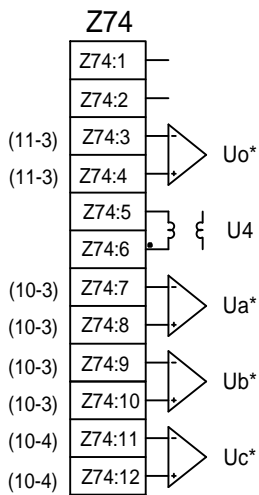 Z74
Z74:1
Z74:2
(11-3) Z74:3 -
(11-3) Z74:4 + Uo*
Z74:5
Z74:6 U4
(10-3) Z74:7 -
(10-3) Z74:8 + Ua*
(10-3) Z74:9 -
(10-3) Z74:10 + Ub*
(10-4) Z74:11 -
(10-4) Z74:12 + Uc*